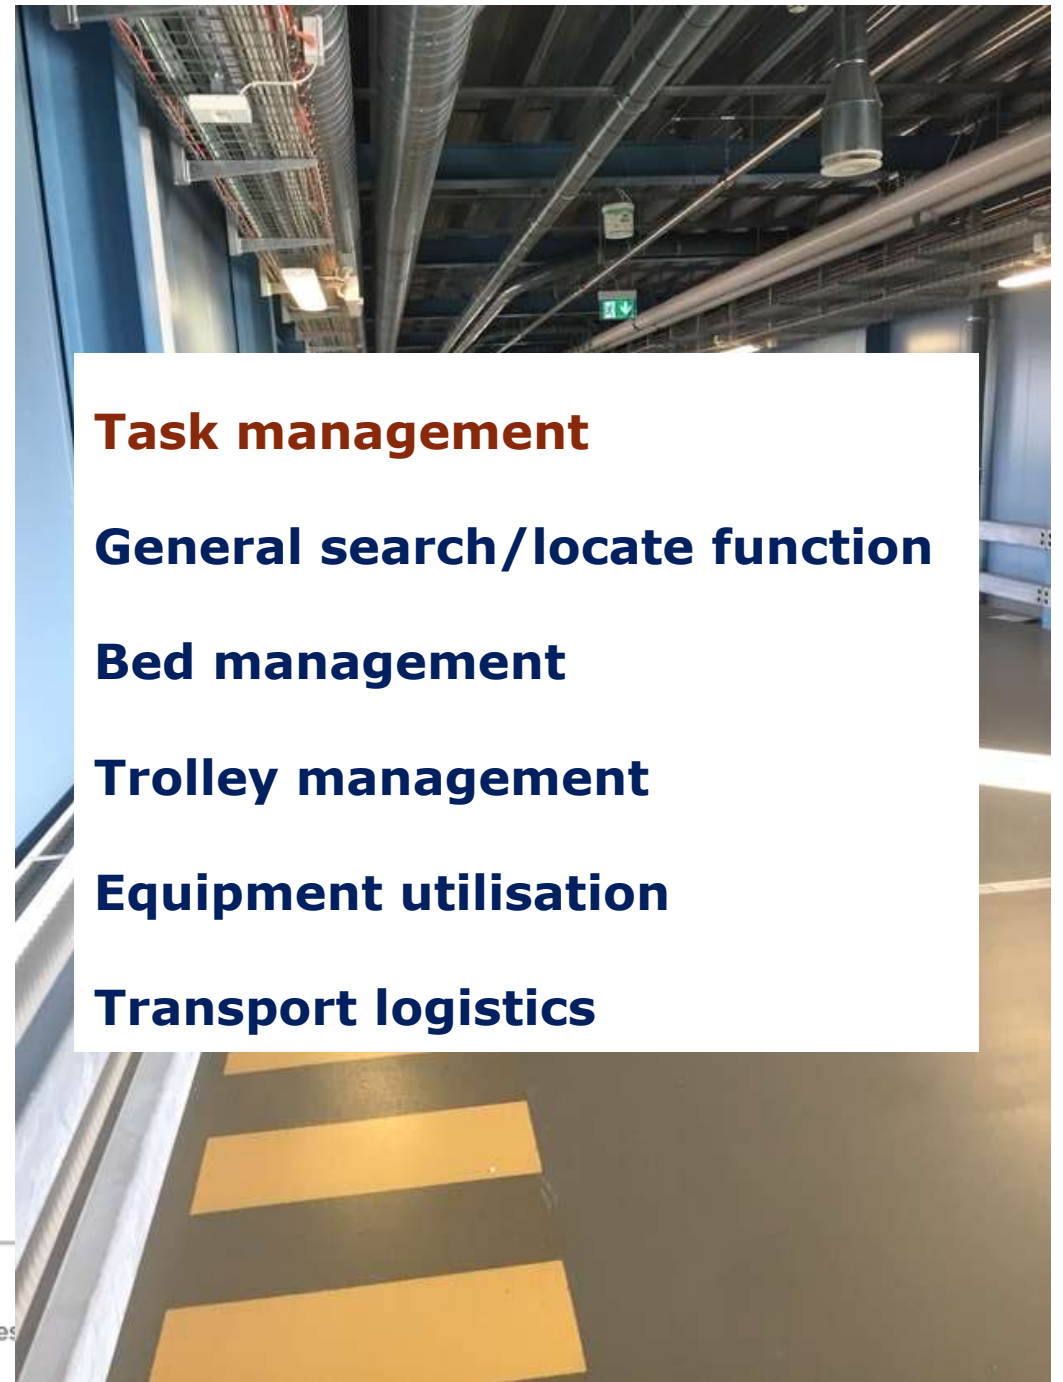 Task management
General search/locate function
Bed management
Trolley management
Equipment utilisation
Transport logistics